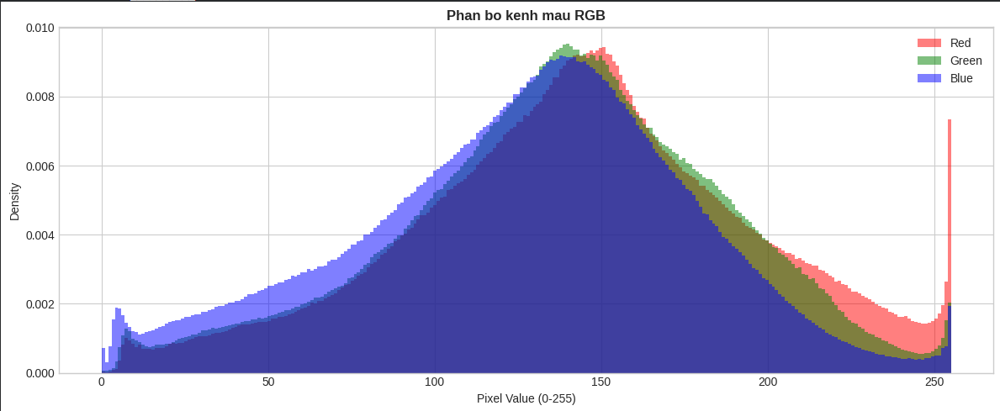 Phan bo kenh mau RGB
0.010
0.008
0.006
0.004
0.002
0.000
Density
Red
Green
Blue
0 50 100 150 200 250
Pixel Value (0-255)